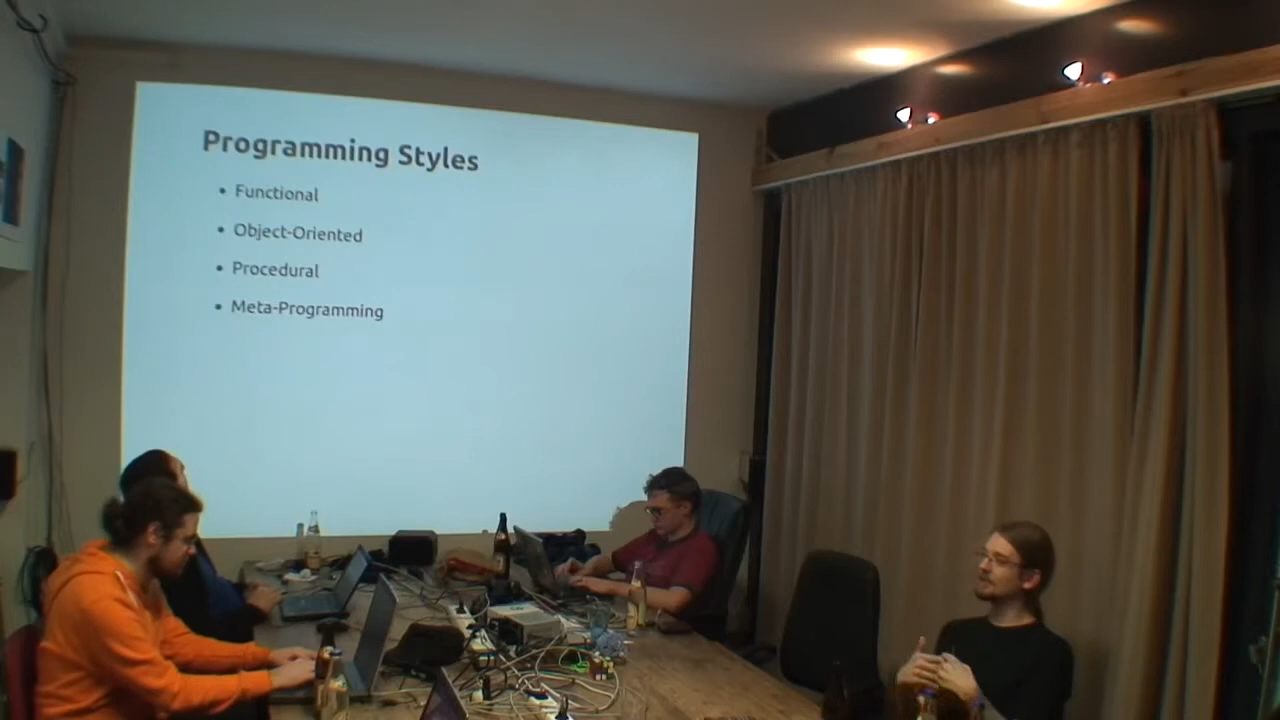 Programming Styles
• Functional
• Object-Oriented
• Procedural
• Meta-Programming